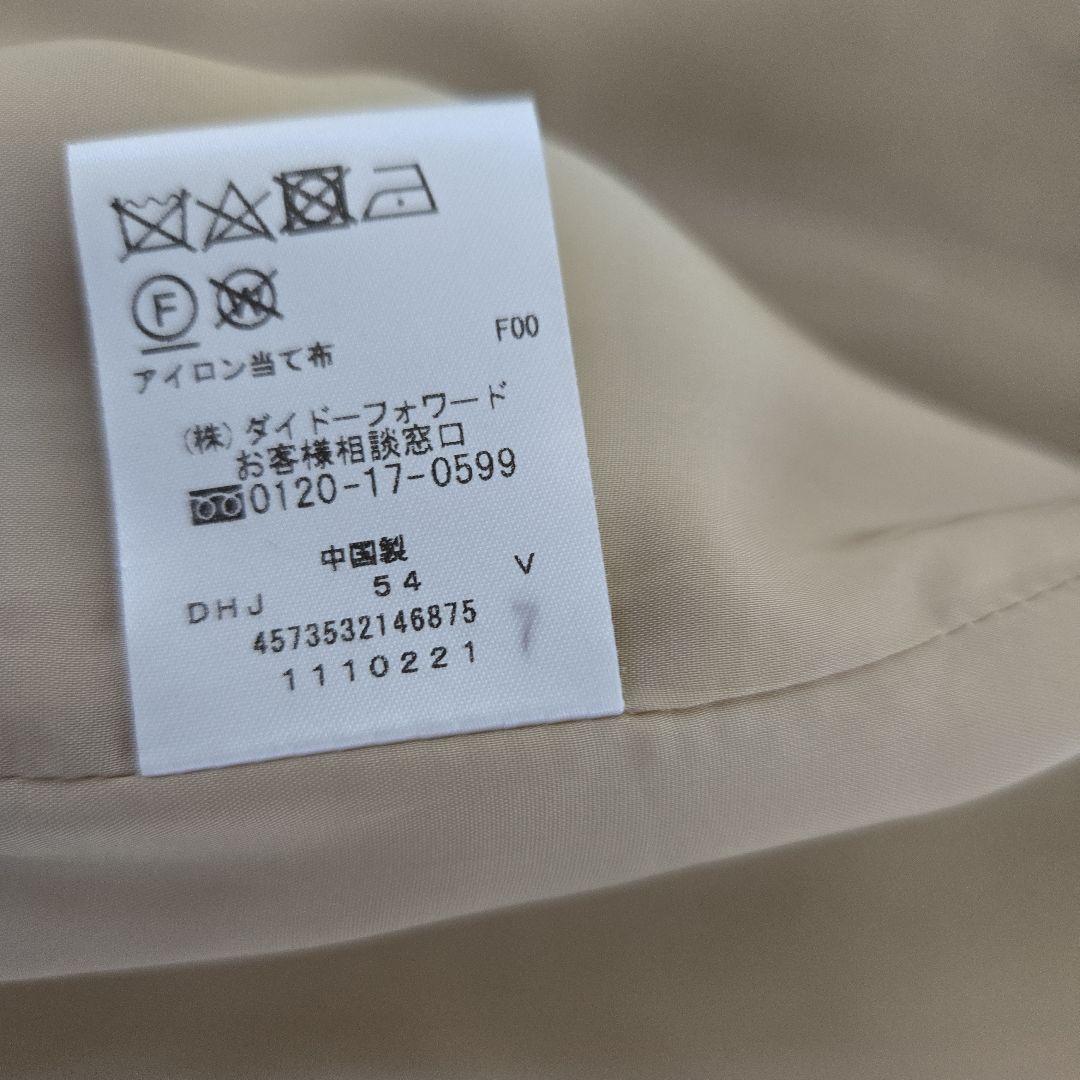 F W
アイロン当て布 F00
(株)ダイドーフォワード
お客様相談窓口
0120-17-0599
中国製
54 V
DHJ
4573532146875 7
1110221